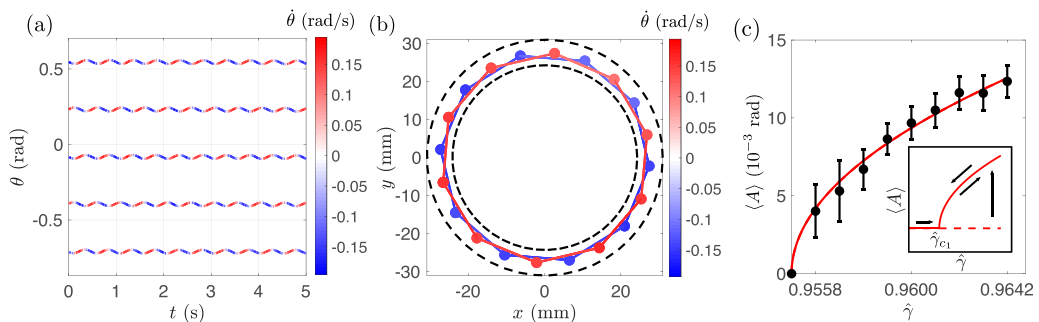 (a)
θ̇ (rad/s)
0.5
0
-0.5
θ (rad)
0 1 2 3 4 5
t (s)
0.15
0.1
0.05
0
-0.05
-0.1
-0.15
(b)
θ̇ (rad/s)
31
20
10
0
-10
-20
-31
y (mm)
-20 0 20
x (mm)
0.15
0.1
0.05
0
-0.05
-0.1
-0.15
(c)
15
10
5
0
⟨A⟩ (10⁻³ rad)
0.9558 0.9600 0.9642
γ̂
⟨A⟩
γ̂c₁
γ̂